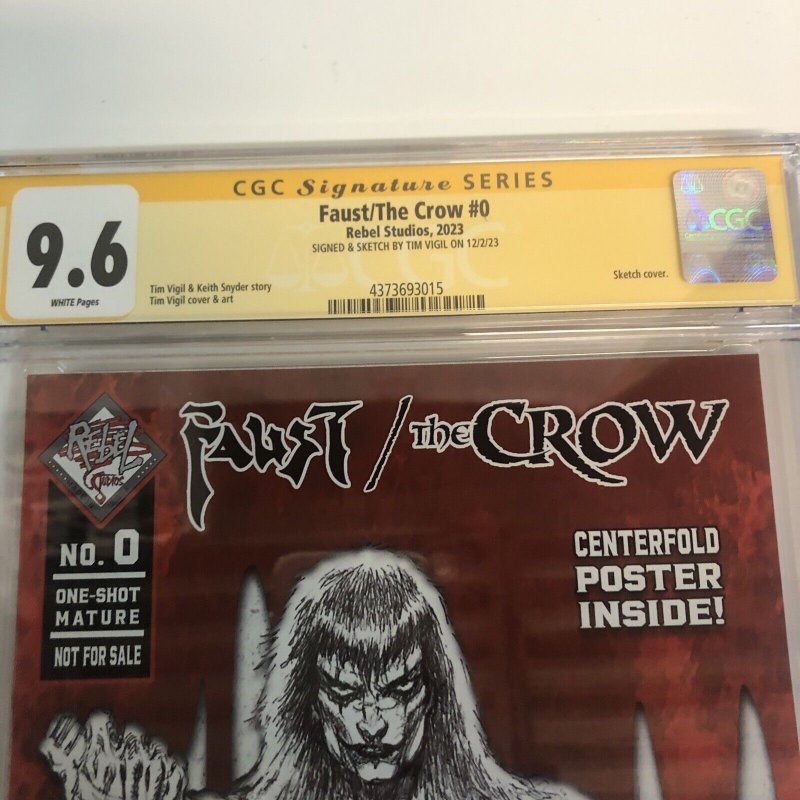 CGC Signature SERIES
Faust/The Crow #0
Rebel Studios, 2023
SIGNED & SKETCH BY TIM VIGIL ON 12/2/23
9.6
WHITE Pages
Tim Vigil & Keith Snyder story
Tim Vigil cover & art
4373693015
Sketch cover.
CGC
CGC
REBEL
STUDIOS
FAUST / THE CROW
NO. 0
ONE-SHOT
MATURE
NOT FOR SALE
CENTERFOLD
POSTER
INSIDE!